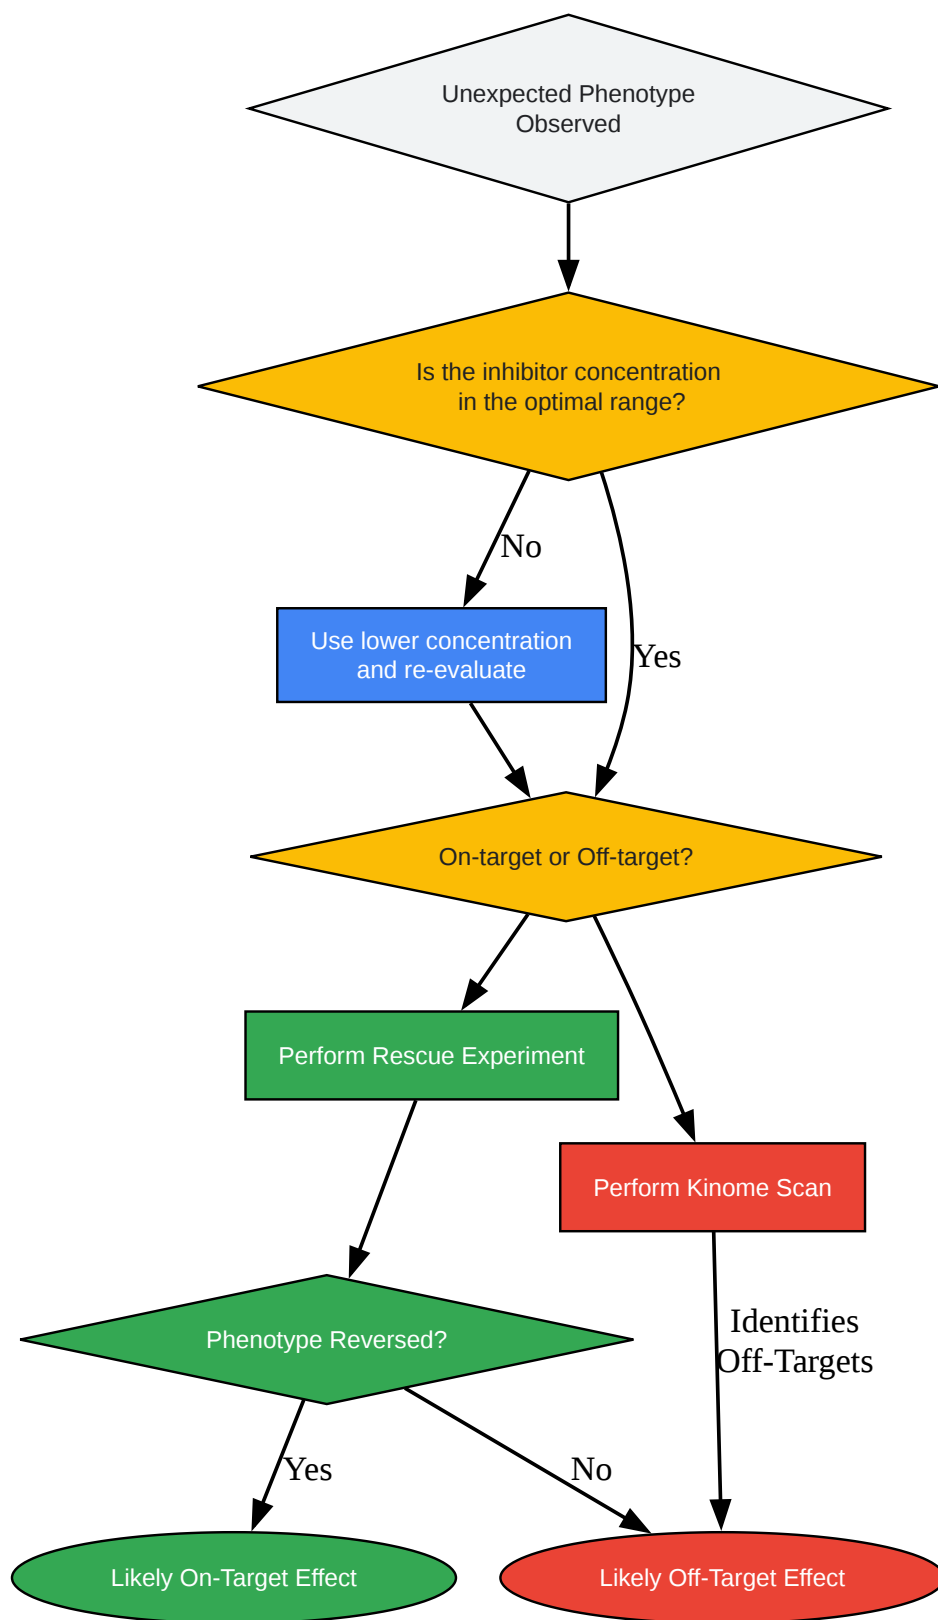 Unexpected Phenotype
Observed
Is the inhibitor concentration
in the optimal range?
No
Use lower concentration
and re-evaluate
Yes
On-target or Off-target?
Perform Rescue Experiment
Perform Kinome Scan
Identifies
Off-Targets
Phenotype Reversed?
Yes
No
Likely On-Target Effect
Likely Off-Target Effect